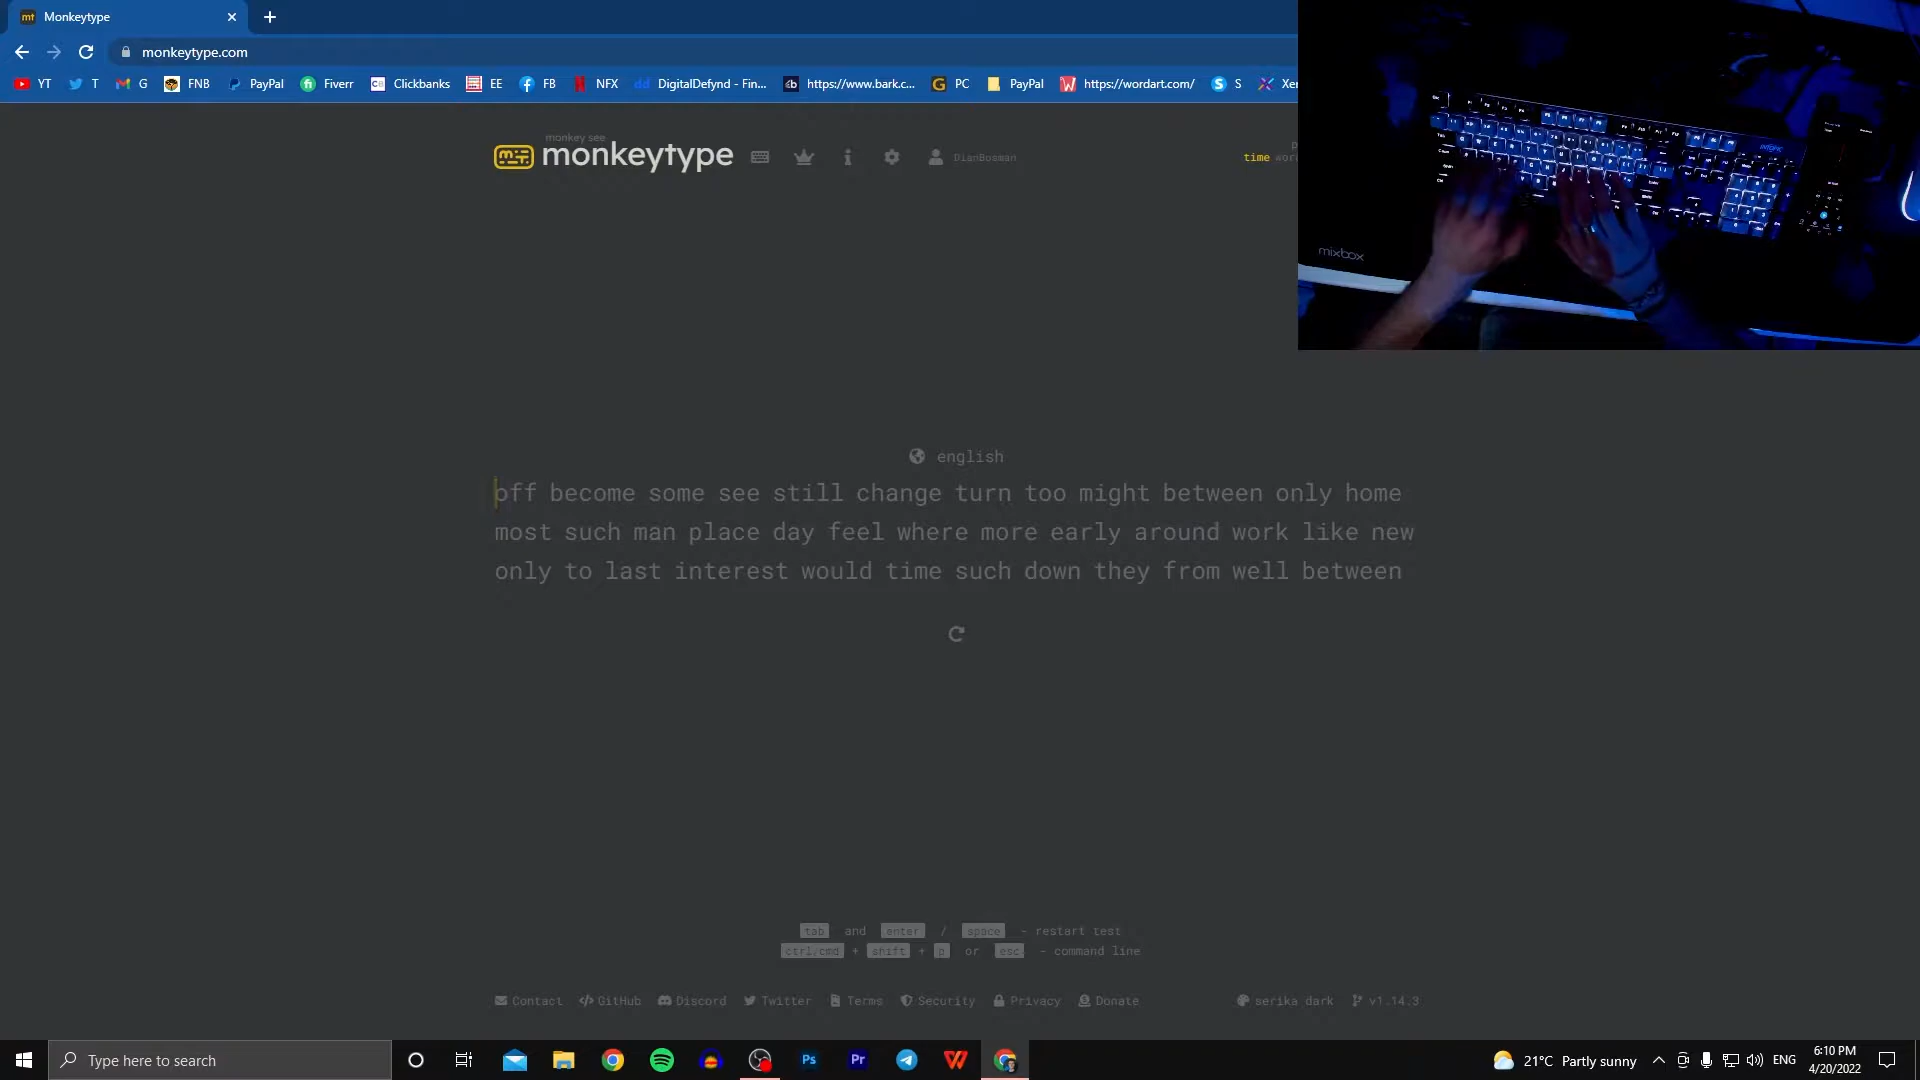 Monkeytype
monkeytype.com
YT T G FNB PayPal Fiverr Clickbanks EE FB NFX DigitalDefynd - Fin... https://www.bark.c... PC PayPal https://wordart.com/ S Xer
monkey see
monkeytype
DianBosman
time
mixbox
english
off become some see still change turn too might between only home
most such man place day feel where more early around work like new
only to last interest would time such down they from well between
tab and enter / space - restart test
ctrl/cmd + shift + p or esc - command line
Contact GitHub Discord Twitter Terms Security Privacy Donate serika dark v1.14.3
Type here to search
Ps Pr
21°C Partly sunny ENG 6:10 PM
4/20/2022